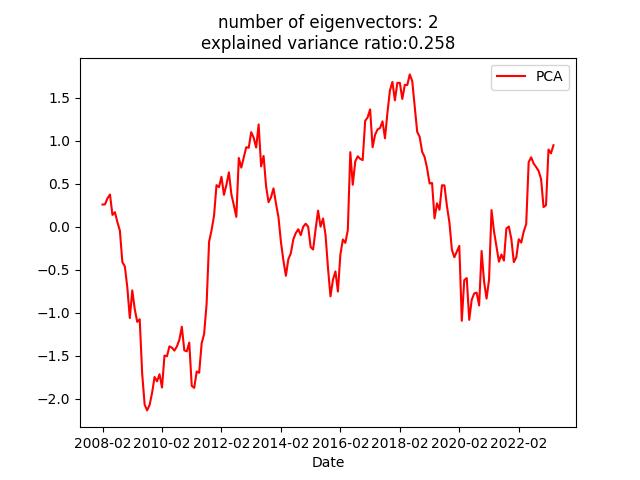 number of eigenvectors: 2
explained variance ratio:0.258
PCA
1.5
1.0
0.5
0.0
−0.5
−1.0
−1.5
−2.0
2008-02 2010-02 2012-02 2014-02 2016-02 2018-02 2020-02 2022-02
Date